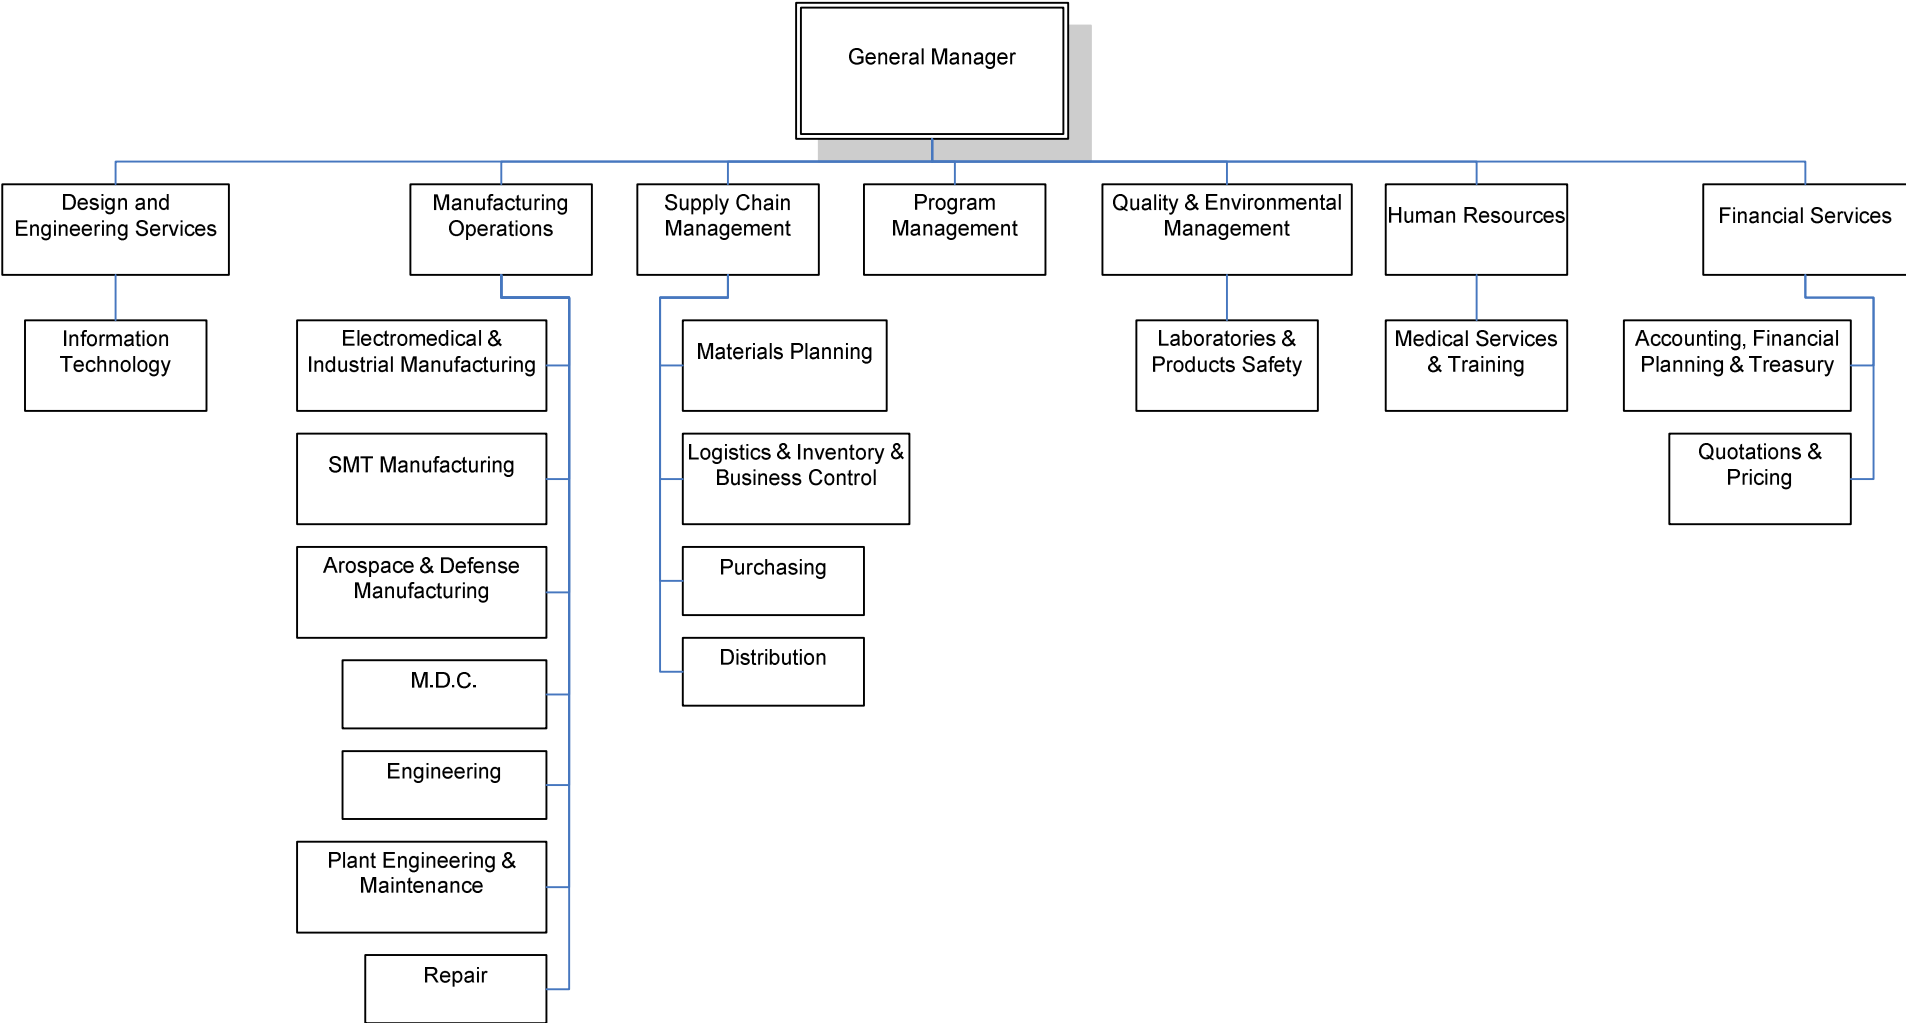 General Manager
Design and
Engineering Services
Manufacturing
Operations
Supply Chain
Management
Program
Management
Quality & Environmental
Management
Human Resources
Financial Services
Information
Technology
Electromedical &
Industrial Manufacturing
SMT Manufacturing
Arospace & Defense
Manufacturing
M.D.C.
Engineering
Plant Engineering &
Maintenance
Repair
Materials Planning
Logistics & Inventory &
Business Control
Purchasing
Distribution
Laboratories &
Products Safety
Medical Services
& Training
Accounting, Financial
Planning & Treasury
Quotations &
Pricing